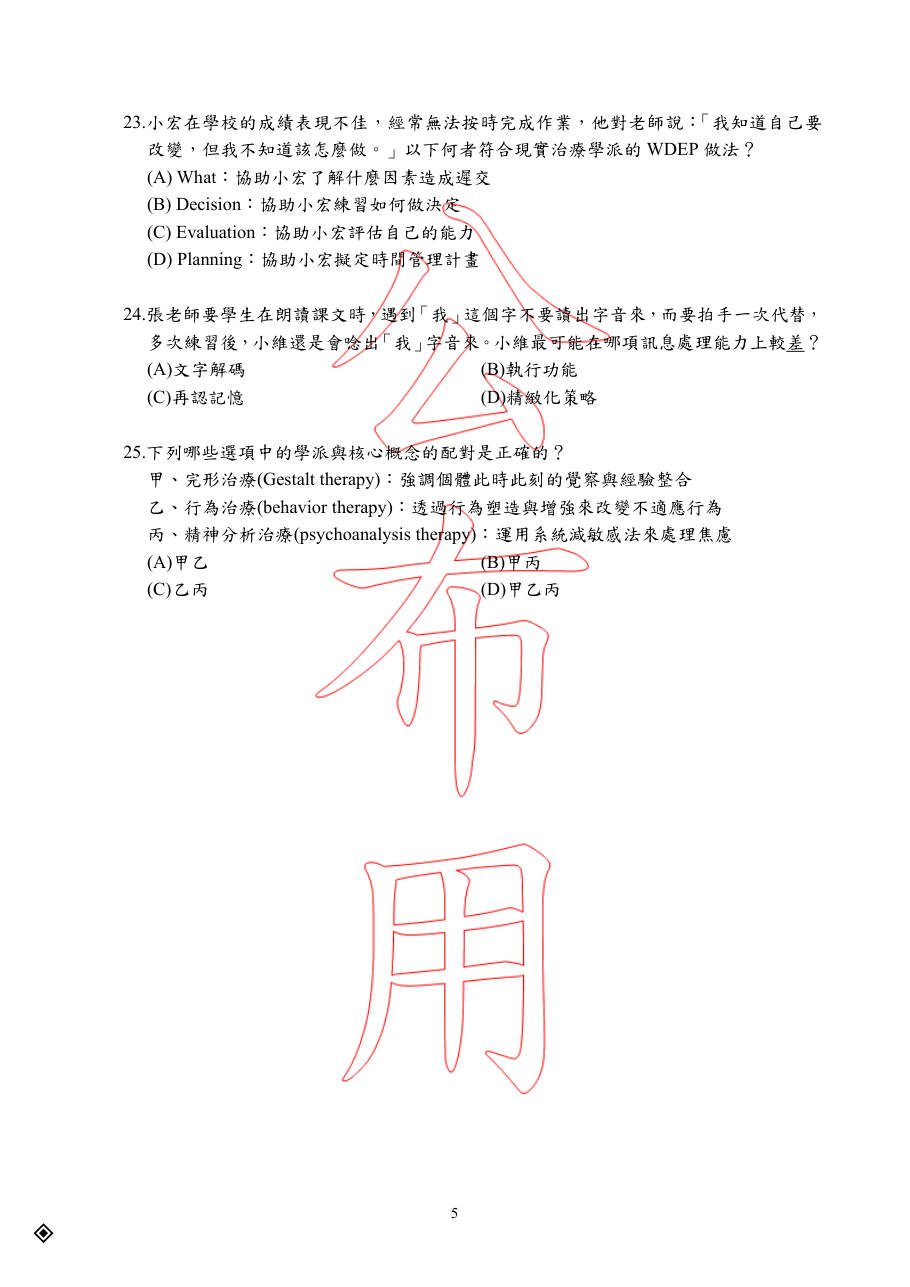 23.小宏在學校的成績表現不佳，經常無法按時完成作業，他對老師說：「我知道自己要
改變，但我不知道該怎麼做。」以下何者符合現實治療學派的 WDEP 做法？
(A) What：協助小宏了解什麼因素造成遲交
(B) Decision：協助小宏練習如何做決定
(C) Evaluation：協助小宏評估自己的能力
(D) Planning：協助小宏擬定時間管理計畫
24.張老師要學生在朗讀課文時，遇到「我」這個字不要讀出字音來，而要拍手一次代替，
多次練習後，小維還是會唸出「我」字音來。小維最可能在哪項訊息處理能力上較差？
(A)文字解碼 (B)執行功能
(C)再認記憶 (D)精緻化策略
25.下列哪些選項中的學派與核心概念的配對是正確的？
甲、完形治療(Gestalt therapy)：強調個體此時此刻的覺察與經驗整合
乙、行為治療(behavior therapy)：透過行為塑造與增強來改變不適應行為
丙、精神分析治療(psychoanalysis therapy)：運用系統減敏感法來處理焦慮
(A)甲乙 (B)甲丙
(C)乙丙 (D)甲乙丙
公布用
5